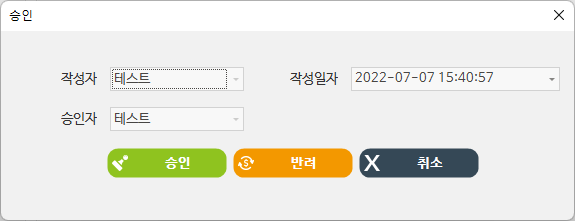 승인
작성자 테스트 작성일자 2022-07-07 15:40:57
승인자 테스트
승인 반려 취소